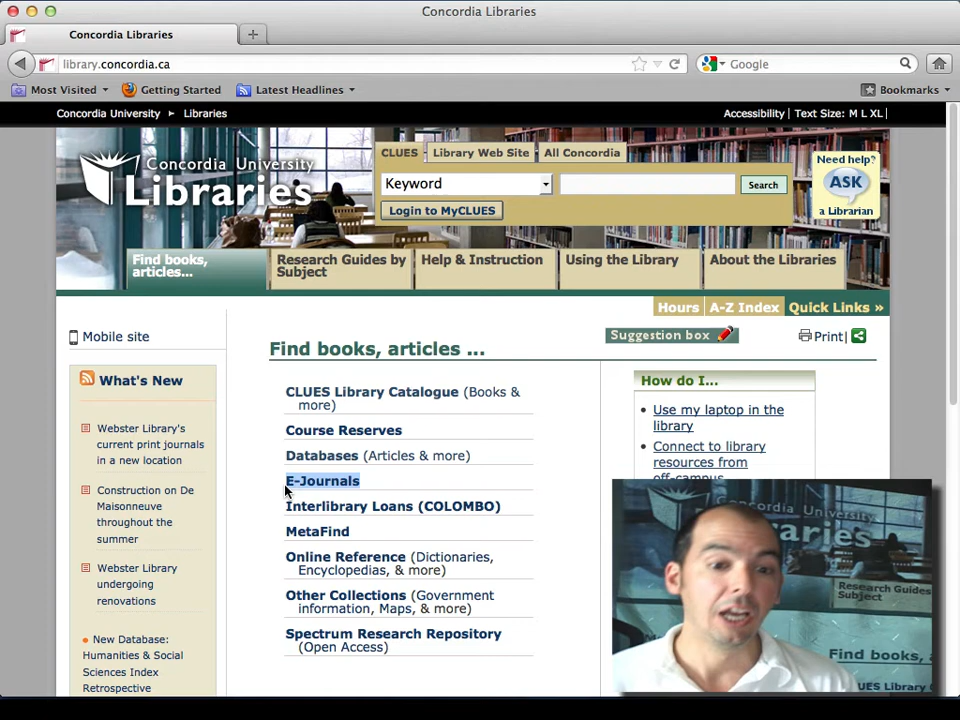 Concordia Libraries
Concordia Libraries
library.concordia.ca
Google
Most Visited
Getting Started
Latest Headlines
Bookmarks
Concordia University
Libraries
Accessibility | Text Size: M L XL |
Concordia University
Libraries
CLUES
Library Web Site
All Concordia
Keyword
Search
Login to MyCLUES
Need help?
ASK
a Librarian
Find books,
articles...
Research Guides by
Subject
Help & Instruction
Using the Library
About the Libraries
Hours
A-Z Index
Quick Links »
Mobile site
Suggestion box
Print
Find books, articles ...
What's New
Webster Library's
current print journals
in a new location
Construction on De
Maisonneuve
throughout the
summer
Webster Library
undergoing
renovations
New Database:
Humanities & Social
Sciences Index
Retrospective
CLUES Library Catalogue (Books &
more)
Course Reserves
Databases (Articles & more)
E-Journals
Interlibrary Loans (COLOMBO)
MetaFind
Online Reference (Dictionaries,
Encyclopedias, & more)
Other Collections (Government
information, Maps, & more)
Spectrum Research Repository
(Open Access)
How do I...
Use my laptop in the
library
Connect to library
resources from
off-campus
Research Guides
Subject
Find books, a